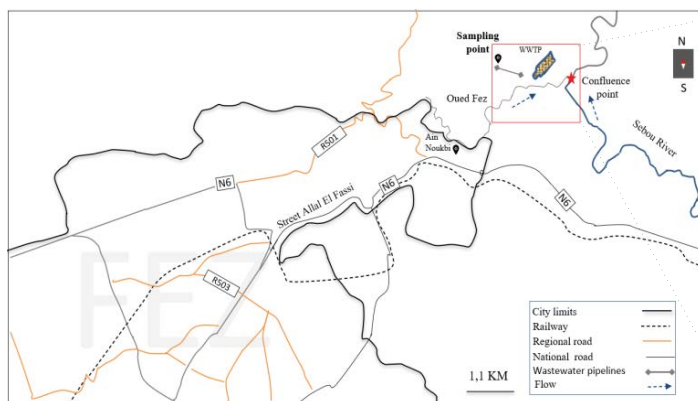 Sampling
point
WWTP
N
S
Confluence
point
Oued Fez
Sebou River
R501
Ain
Noukbi
N6
N6
N6
Street Allal El Fassi
FEZ
R503
City limits
Railway
Regional road
National road
Wastewater pipelines
Flow
1,1 KM